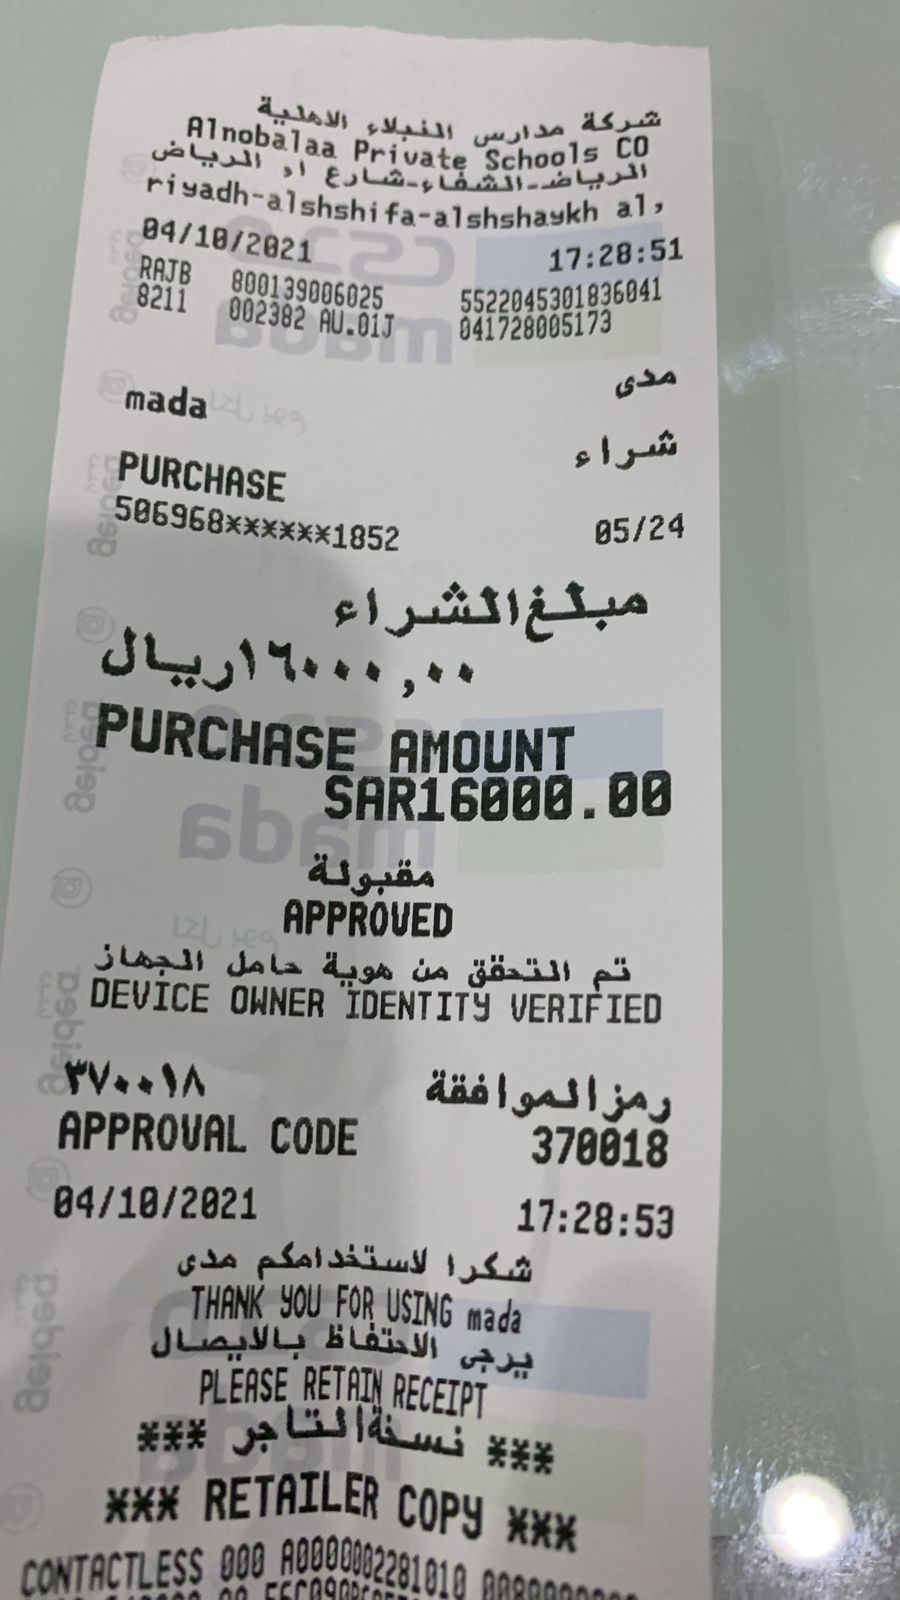 شركة مدارس النبلاء الاهلية
Alnobalaa Private Schools CO
الرياض-الشفاء-شارع ا, الرياض
riyadh-alshshifa-alshshaykh al,
04/10/2021 17:28:51
RAJB 800139006025 5522045301836041
8211 002382 AU.01J 041728005173
مدى
mada
شراء
PURCHASE
506968******1852 05/24
مبلغ الشراء
١٦٠٠٠,٠٠ ريال
PURCHASE AMOUNT
SAR16000.00
مقبولة
APPROVED
تم التحقق من هوية حامل الجهاز
DEVICE OWNER IDENTITY VERIFIED
رمز الموافقة ٣٧٠٠١٨
APPROVAL CODE 370018
04/10/2021 17:28:53
شكرا لاستخدامكم مدى
THANK YOU FOR USING mada
يرجى الاحتفاظ بالايصال
PLEASE RETAIN RECEIPT
*** نسخة التاجر ***
*** RETAILER COPY ***
CONTACTLESS 000 A0000002281010